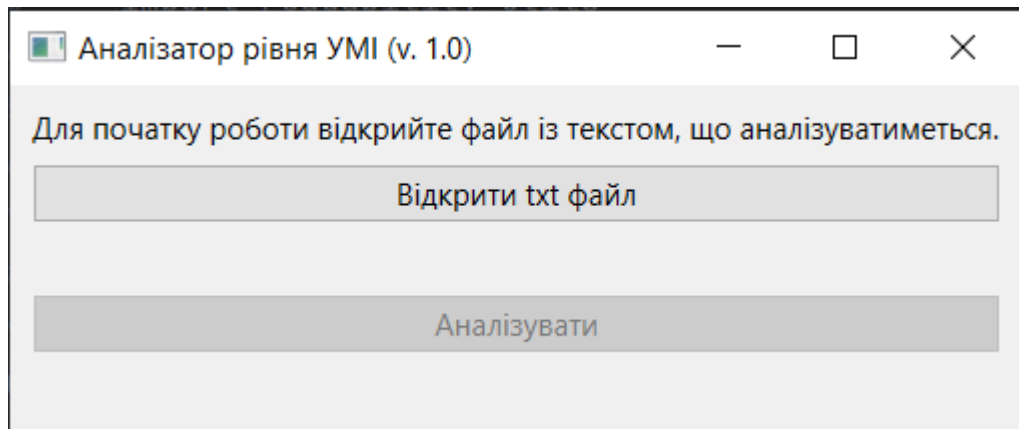 Аналізатор рівня УМІ (v. 1.0)
Для початку роботи відкрийте файл із текстом, що аналізуватиметься.
Відкрити txt файл
Аналізувати